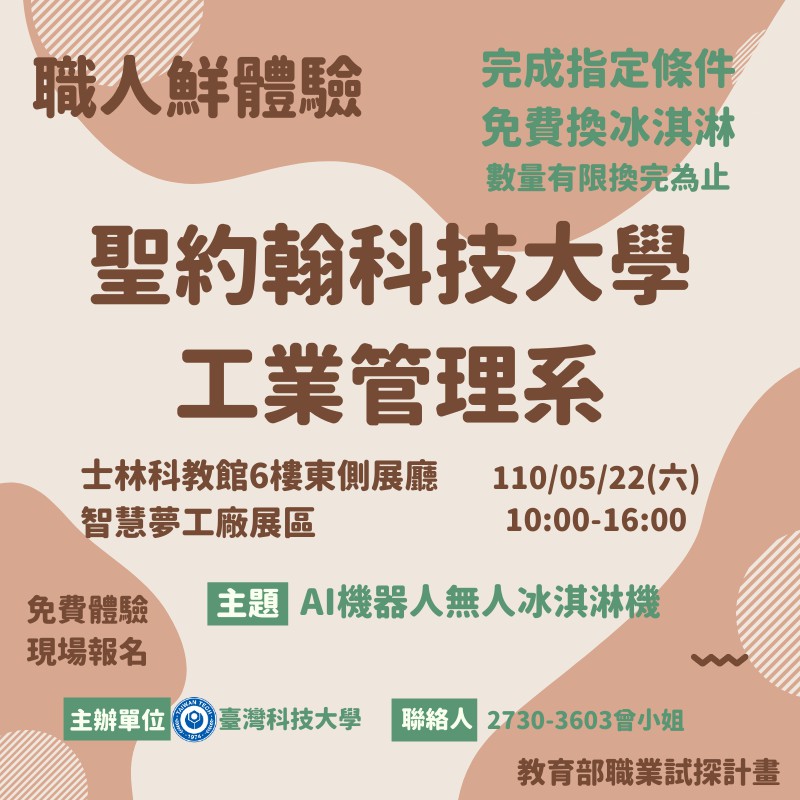 職人鮮體驗
完成指定條件
免費換冰淇淋
數量有限換完為止
聖約翰科技大學
工業管理系
士林科教館6樓東側展廳
智慧夢工廠展區
110/05/22(六)
10:00-16:00
主題 AI機器人無人冰淇淋機
免費體驗
現場報名
主辦單位 TAIWAN TECH 1974 臺灣科技大學 聯絡人 2730-3603曾小姐
教育部職業試探計畫